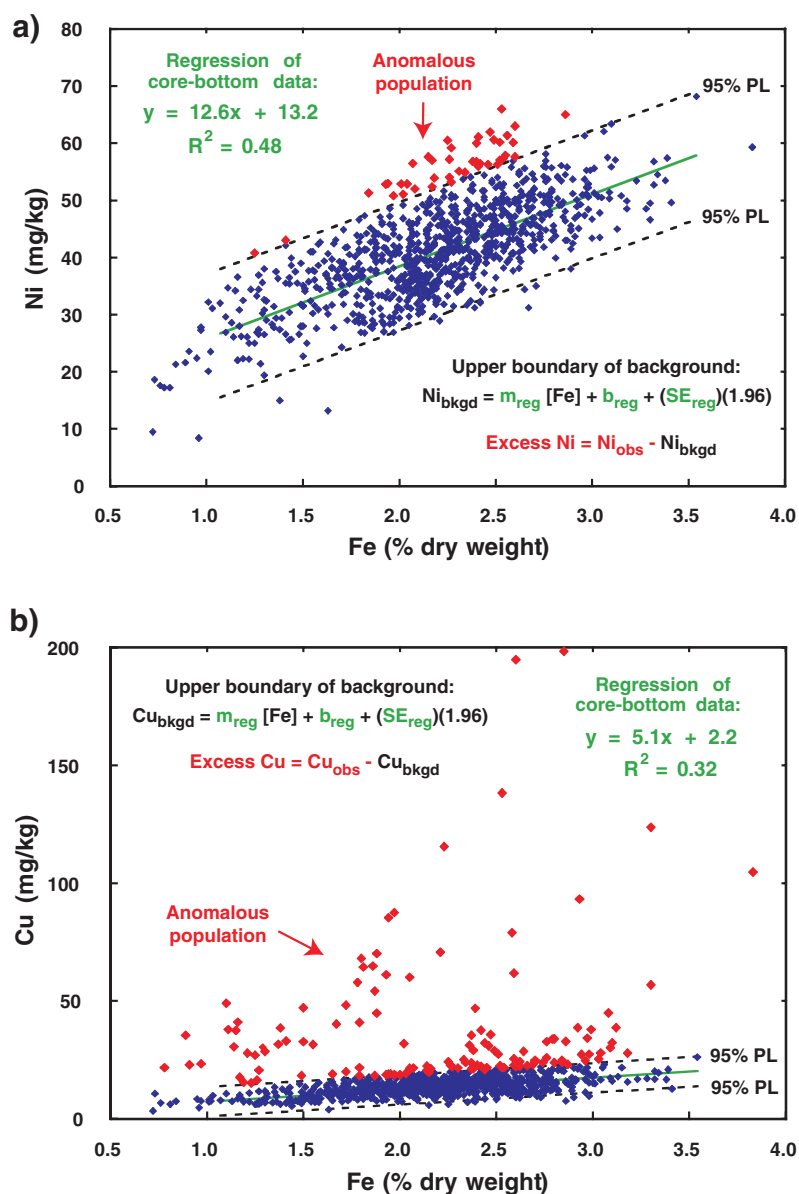 a)
80
70
60
50
40
30
20
10
0
Ni (mg/kg)
Regression of
core-bottom data:
y = 12.6x + 13.2
R2 = 0.48
Anomalous
population
95% PL
95% PL
Upper boundary of background:
Nibkgd = mreg [Fe] + breg + (SEreg)(1.96)
Excess Ni = Niobs - Nibkgd
0.5 1.0 1.5 2.0 2.5 3.0 3.5 4.0
Fe (% dry weight)
b)
200
150
100
50
0
Cu (mg/kg)
Upper boundary of background:
Cubkgd = mreg [Fe] + breg + (SEreg)(1.96)
Excess Cu = Cuobs - Cubkgd
Regression of
core-bottom data:
y = 5.1x + 2.2
R2 = 0.32
Anomalous
population
95% PL
95% PL
0.5 1.0 1.5 2.0 2.5 3.0 3.5 4.0
Fe (% dry weight)